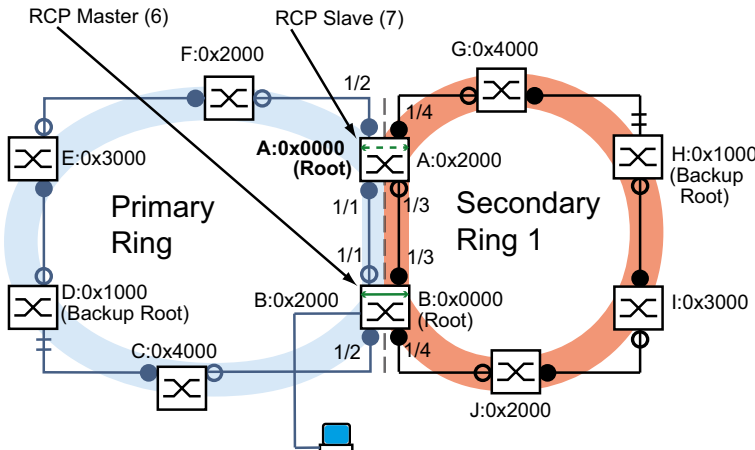 RCP Master (6)
RCP Slave (7)
F:0x2000
G:0x4000
1/2
1/4
E:0x3000
A:0x0000
(Root)
A:0x2000
H:0x1000
(Backup
Root)
Primary
Ring
1/1
1/3
Secondary
Ring 1
1/1
1/3
D:0x1000
(Backup Root)
B:0x2000
B:0x0000
(Root)
I:0x3000
C:0x4000
1/2
1/4
J:0x2000